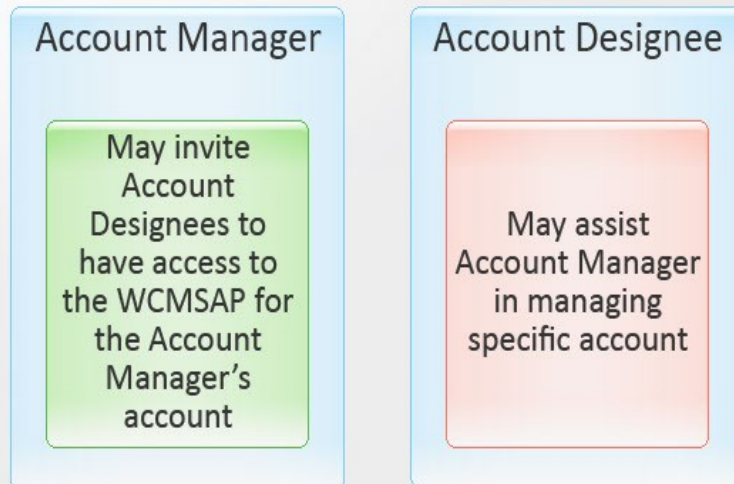 Account Manager
May invite
Account
Designees to
have access to
the WCMSAP for
the Account
Manager’s
account
Account Designee
May assist
Account Manager
in managing
specific account